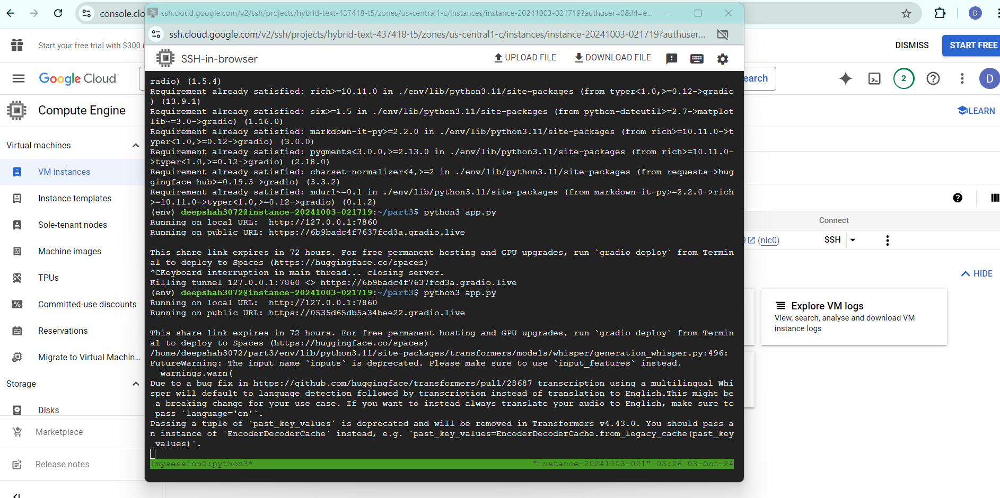 ssh.cloud.google.com/v2/ssh/projects/hybrid-text-437418-t5/zones/us-central1-c/instances/instance-20241003-021719?authuser=0&hl=e...
console.clo
D
ssh.cloud.google.com/v2/ssh/projects/hybrid-text-437418-t5/zones/us-central1-c/instances/instance-20241003-021719?authuser...
Start your free trial with $300 i
DISMISS
START FREE
SSH-in-browser
UPLOAD FILE
DOWNLOAD FILE
Google Cloud
earch
2
D
Compute Engine
LEARN
Virtual machines
VM instances
Instance templates
Sole-tenant nodes
Machine images
TPUs
Committed-use discounts
Reservations
Migrate to Virtual Machin...
Storage
Disks
Marketplace
Release notes
radio) (1.5.4)
Requirement already satisfied: rich>=10.11.0 in ./env/lib/python3.11/site-packages (from typer<1.0,>=0.12->gradio
) (13.9.1)
Requirement already satisfied: six>=1.5 in ./env/lib/python3.11/site-packages (from python-dateutil>=2.7->matplot
lib~=3.0->gradio) (1.16.0)
Requirement already satisfied: markdown-it-py>=2.2.0 in ./env/lib/python3.11/site-packages (from rich>=10.11.0->t
yper<1.0,>=0.12->gradio) (3.0.0)
Requirement already satisfied: pygments<3.0.0,>=2.13.0 in ./env/lib/python3.11/site-packages (from rich>=10.11.0-
>typer<1.0,>=0.12->gradio) (2.18.0)
Requirement already satisfied: charset-normalizer<4,>=2 in ./env/lib/python3.11/site-packages (from requests->hug
gingface-hub>=0.19.3->gradio) (3.3.2)
Requirement already satisfied: mdurl~=0.1 in ./env/lib/python3.11/site-packages (from markdown-it-py>=2.2.0->rich
>=10.11.0->typer<1.0,>=0.12->gradio) (0.1.2)
(env) deepshah3072@instance-20241003-021719:~/part3$ python3 app.py
Running on local URL:  http://127.0.0.1:7860
Running on public URL: https://6b9badc4f7637fcd3a.gradio.live
This share link expires in 72 hours. For free permanent hosting and GPU upgrades, run `gradio deploy` from Termin
al to deploy to Spaces (https://huggingface.co/spaces)
^CKeyboard interruption in main thread... closing server.
Killing tunnel 127.0.0.1:7860 <> https://6b9badc4f7637fcd3a.gradio.live
(env) deepshah3072@instance-20241003-021719:~/part3$ python3 app.py
Running on local URL:  http://127.0.0.1:7860
Running on public URL: https://0535d65db5a34bee22.gradio.live
This share link expires in 72 hours. For free permanent hosting and GPU upgrades, run `gradio deploy` from Termin
al to deploy to Spaces (https://huggingface.co/spaces)
/home/deepshah3072/part3/env/lib/python3.11/site-packages/transformers/models/whisper/generation_whisper.py:496:
FutureWarning: The input name `inputs` is deprecated. Please make sure to use `input_features` instead.
  warnings.warn(
Due to a bug fix in https://github.com/huggingface/transformers/pull/28687 transcription using a multilingual Whi
sper will default to language detection followed by transcription instead of translation to English.This might be
 a breaking change for your use case. If you want to instead always translate your audio to English, make sure to
 pass `language='en'`.
Passing a tuple of `past_key_values` is deprecated and will be removed in Transformers v4.43.0. You should pass a
n instance of `EncoderDecoderCache` instead, e.g. `past_key_values=EncoderDecoderCache.from_legacy_cache(past_key
_values)`.
[mysession0:python3* "instance-20241003-021" 03:26 03-Oct-24
Connect
(nic0)
SSH
HIDE
Explore VM logs
View, search, analyse and download VM
instance logs